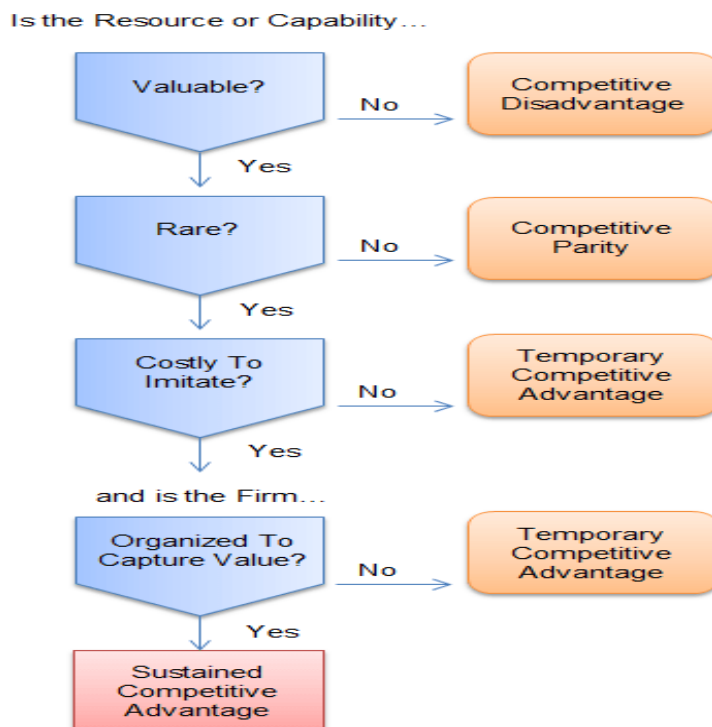 Is the Resource or Capability...
Valuable?
No
Competitive
Disadvantage
Yes
Rare?
No
Competitive
Parity
Yes
Costly To
Imitate?
No
Temporary
Competitive
Advantage
Yes
and is the Firm...
Organized To
Capture Value?
No
Temporary
Competitive
Advantage
Yes
Sustained
Competitive
Advantage